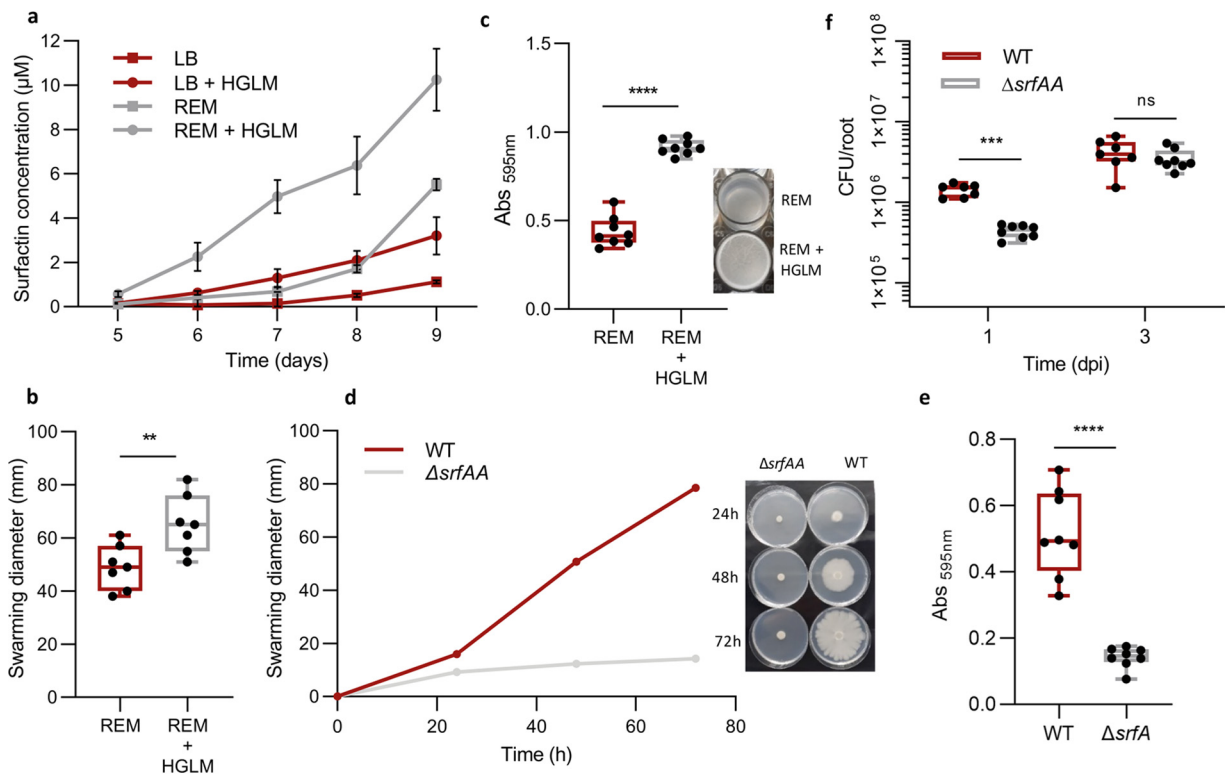 a
Surfactin concentration (µM)
12
10
8
6
4
2
0
LB
LB + HGLM
REM
REM + HGLM
5 6 7 8 9
Time (days)
c
Abs 595nm
1.5
1.0
0.5
0.0
****
REM
REM +
HGLM
REM
REM
+
HGLM
f
CFU/root
1×10⁸
1×10⁷
1×10⁶
1×10⁵
WT
ΔsrfAA
***
ns
1 3
Time (dpi)
b
Swarming diameter (mm)
100
80
60
40
20
0
**
REM
REM
+
HGLM
d
Swarming diameter (mm)
100
80
60
40
20
0
WT
ΔsrfAA
0 20 40 60 80
Time (h)
ΔsrfAA WT
24h
48h
72h
e
Abs 595nm
0.8
0.6
0.4
0.2
0.0
****
WT ΔsrfA